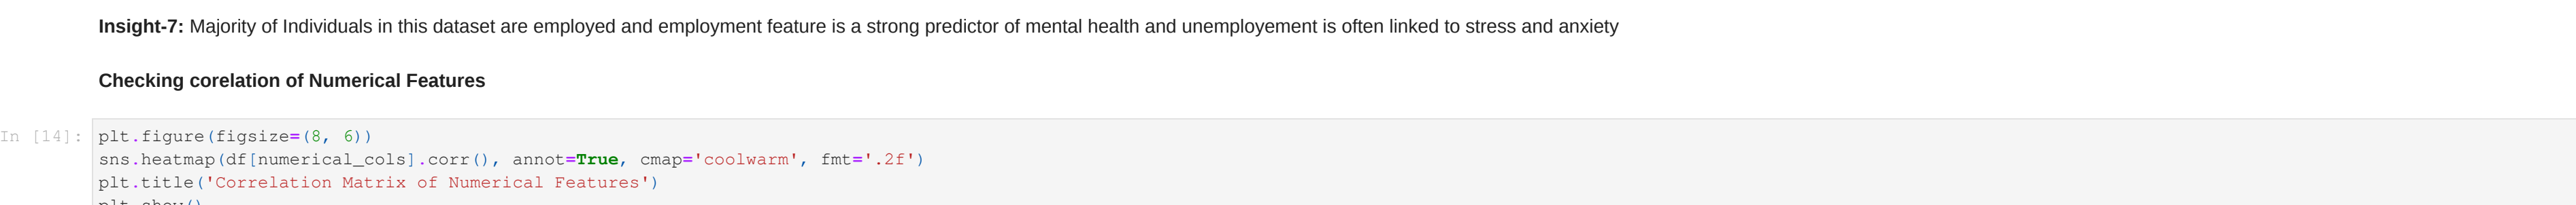 Insight-7: Majority of Individuals in this dataset are employed and employment feature is a strong predictor of mental health and unemployement is often linked to stress and anxiety
Checking corelation of Numerical Features
In [14]: plt.figure(figsize=(8, 6))
sns.heatmap(df[numerical_cols].corr(), annot=True, cmap='coolwarm', fmt='.2f')
plt.title('Correlation Matrix of Numerical Features')
plt.show()